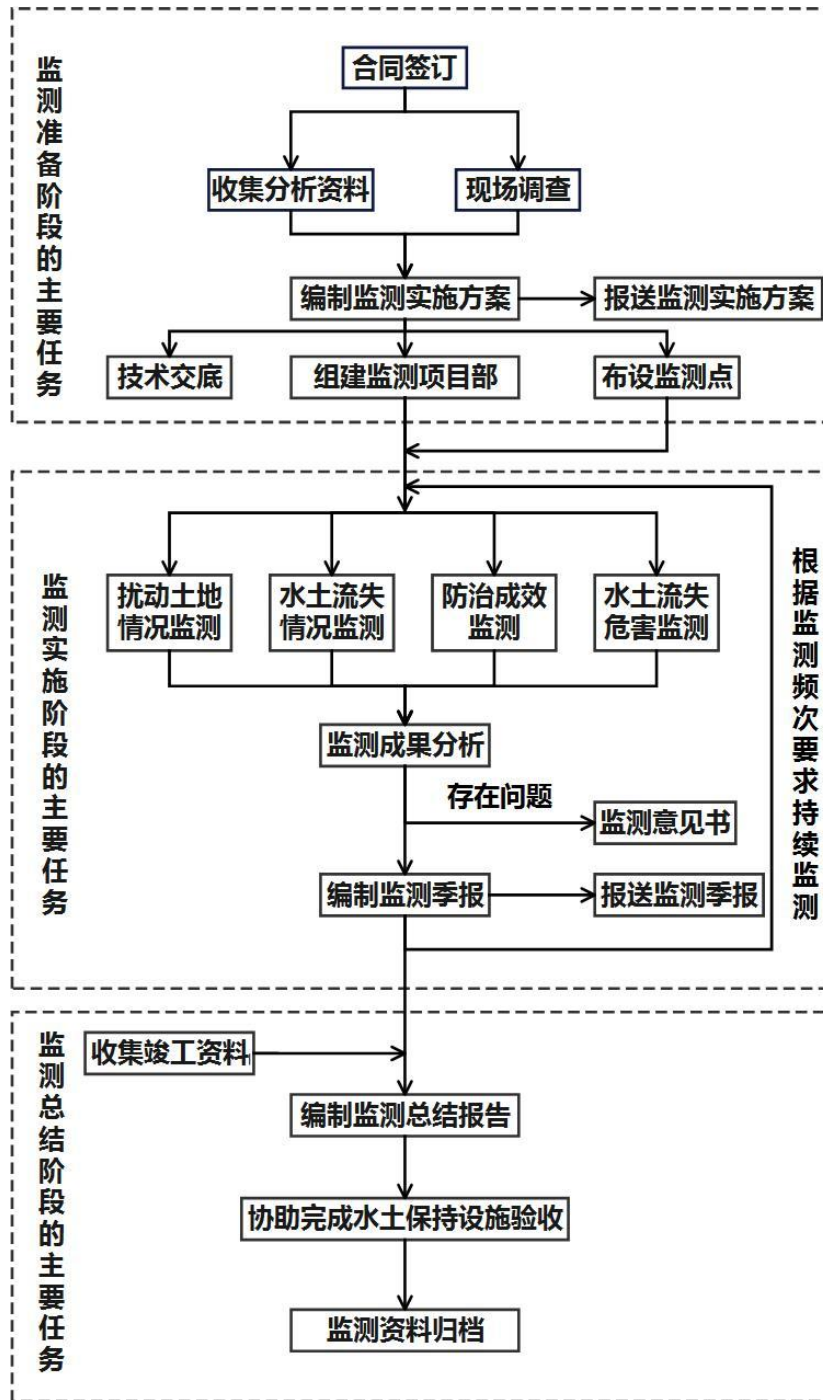 监测准备阶段的主要任务
合同签订
收集分析资料
现场调查
编制监测实施方案
报送监测实施方案
技术交底
组建监测项目部
布设监测点
监测实施阶段的主要任务
根据监测频次要求持续监测
扰动土地
情况监测
水土流失
情况监测
防治成效
监测
水土流失
危害监测
监测成果分析
存在问题
监测意见书
编制监测季报
报送监测季报
监测总结阶段的主要任务
收集竣工资料
编制监测总结报告
协助完成水土保持设施验收
监测资料归档